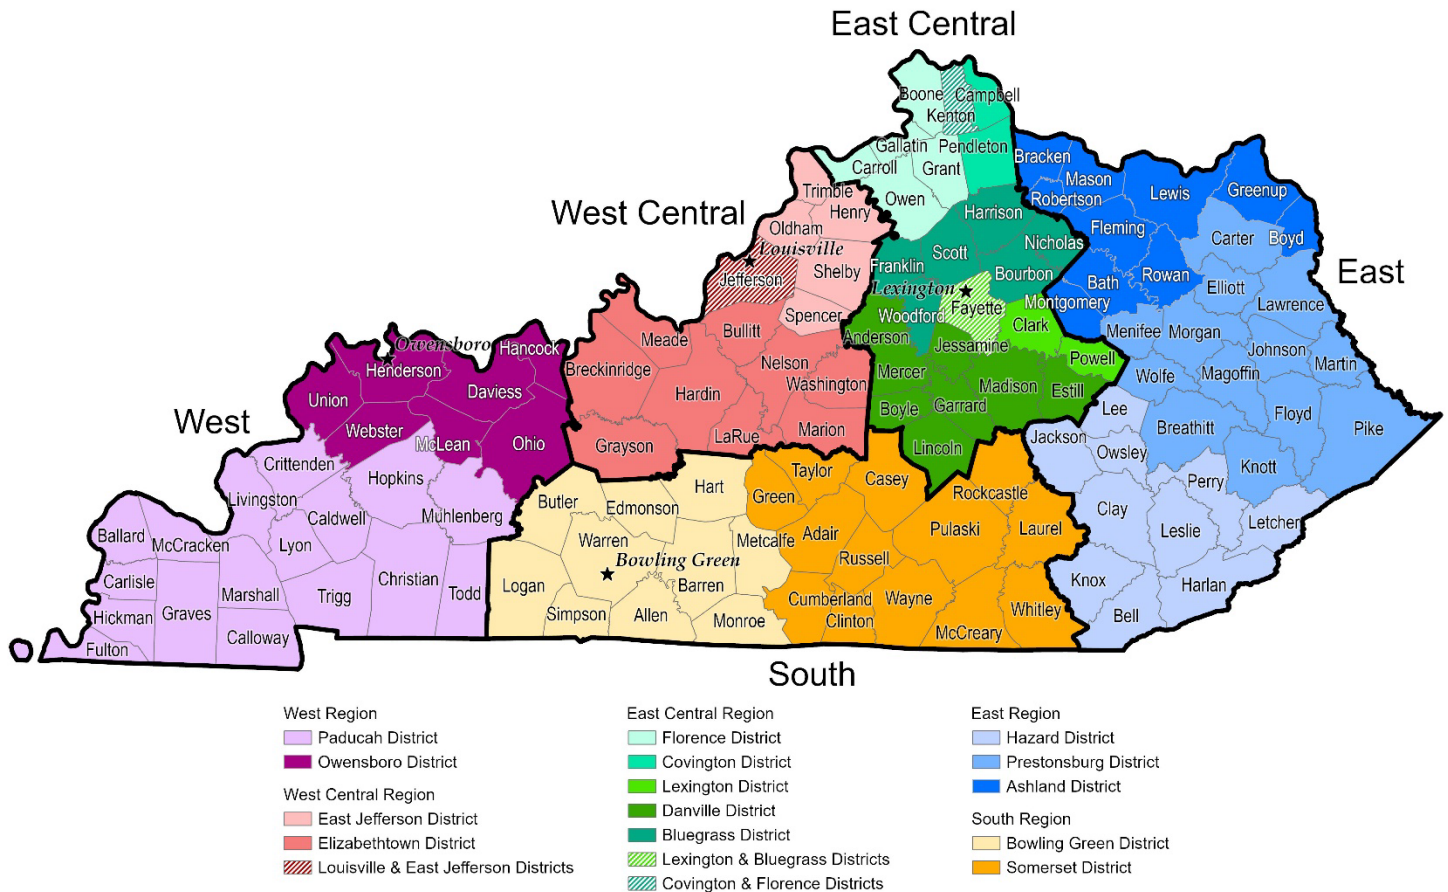 East Central
Boone
Campbell
Kenton
Gallatin
Pendleton
Carroll
Grant
Owen
Bracken
Mason
Robertson
Lewis
Greenup
Trimble
Henry
West Central
Oldham
Harrison
Fleming
Carter
Boyd
Louisville
Scott
Nicholas
Franklin
Shelby
Jefferson
Lexington
Bourbon
Bath
Rowan
East
Elliott
Fayette
Montgomery
Lawrence
Spencer
Woodford
Clark
Bullitt
Anderson
Menifee
Morgan
Meade
Jessamine
Owensboro
Hancock
Johnson
Henderson
Nelson
Powell
Martin
Breckinridge
Mercer
Wolfe
Magoffin
Washington
Madison
Estill
Daviess
Hardin
Union
Lee
West
Boyle
Garrard
Floyd
Webster
McLean
Ohio
Grayson
LaRue
Marion
Lincoln
Jackson
Breathitt
Pike
Owsley
Crittenden
Hopkins
Knott
Taylor
Casey
Perry
Livingston
Hart
Green
Rockcastle
Butler
Edmonson
Clay
Caldwell
Muhlenberg
Pulaski
Laurel
Leslie
Letcher
Ballard
McCracken
Lyon
Warren
Metcalfe
Adair
Russell
Bowling Green
Carlisle
Christian
Logan
Barren
Knox
Harlan
Marshall
Trigg
Todd
Cumberland
Wayne
Whitley
Hickman
Graves
Simpson
Allen
Monroe
Clinton
Bell
Calloway
McCreary
Fulton
South
West Region
Paducah District
Owensboro District
West Central Region
East Jefferson District
Elizabethtown District
Louisville & East Jefferson Districts
East Central Region
Florence District
Covington District
Lexington District
Danville District
Bluegrass District
Lexington & Bluegrass Districts
Covington & Florence Districts
East Region
Hazard District
Prestonsburg District
Ashland District
South Region
Bowling Green District
Somerset District